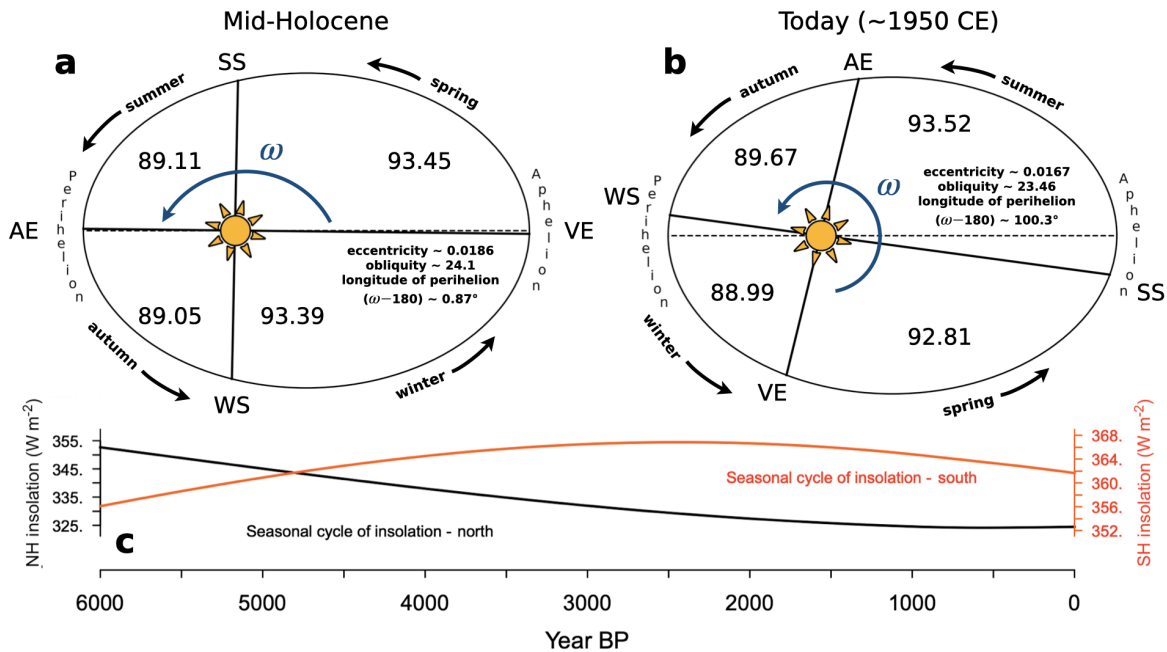 Mid-Holocene
Today (~1950 CE)
a
SS
spring
summer
89.11
93.45
ω
Perihelion
Aphelion
AE
VE
eccentricity ~ 0.0186
obliquity ~ 24.1
longitude of perihelion
(ω−180) ~ 0.87°
89.05
93.39
autumn
winter
WS
b
AE
autumn
summer
93.52
89.67
eccentricity ~ 0.0167
obliquity ~ 23.46
longitude of perihelion
(ω−180) ~ 100.3°
ω
WS
Perihelion
Aphelion
SS
88.99
92.81
winter
VE
spring
NH insolation (W m-2)
355.
345.
335.
325.
Seasonal cycle of insolation - north
Seasonal cycle of insolation - south
c
368.
364.
360.
356.
352.
SH insolation (W m-2)
6000 5000 4000 3000 2000 1000 0
Year BP